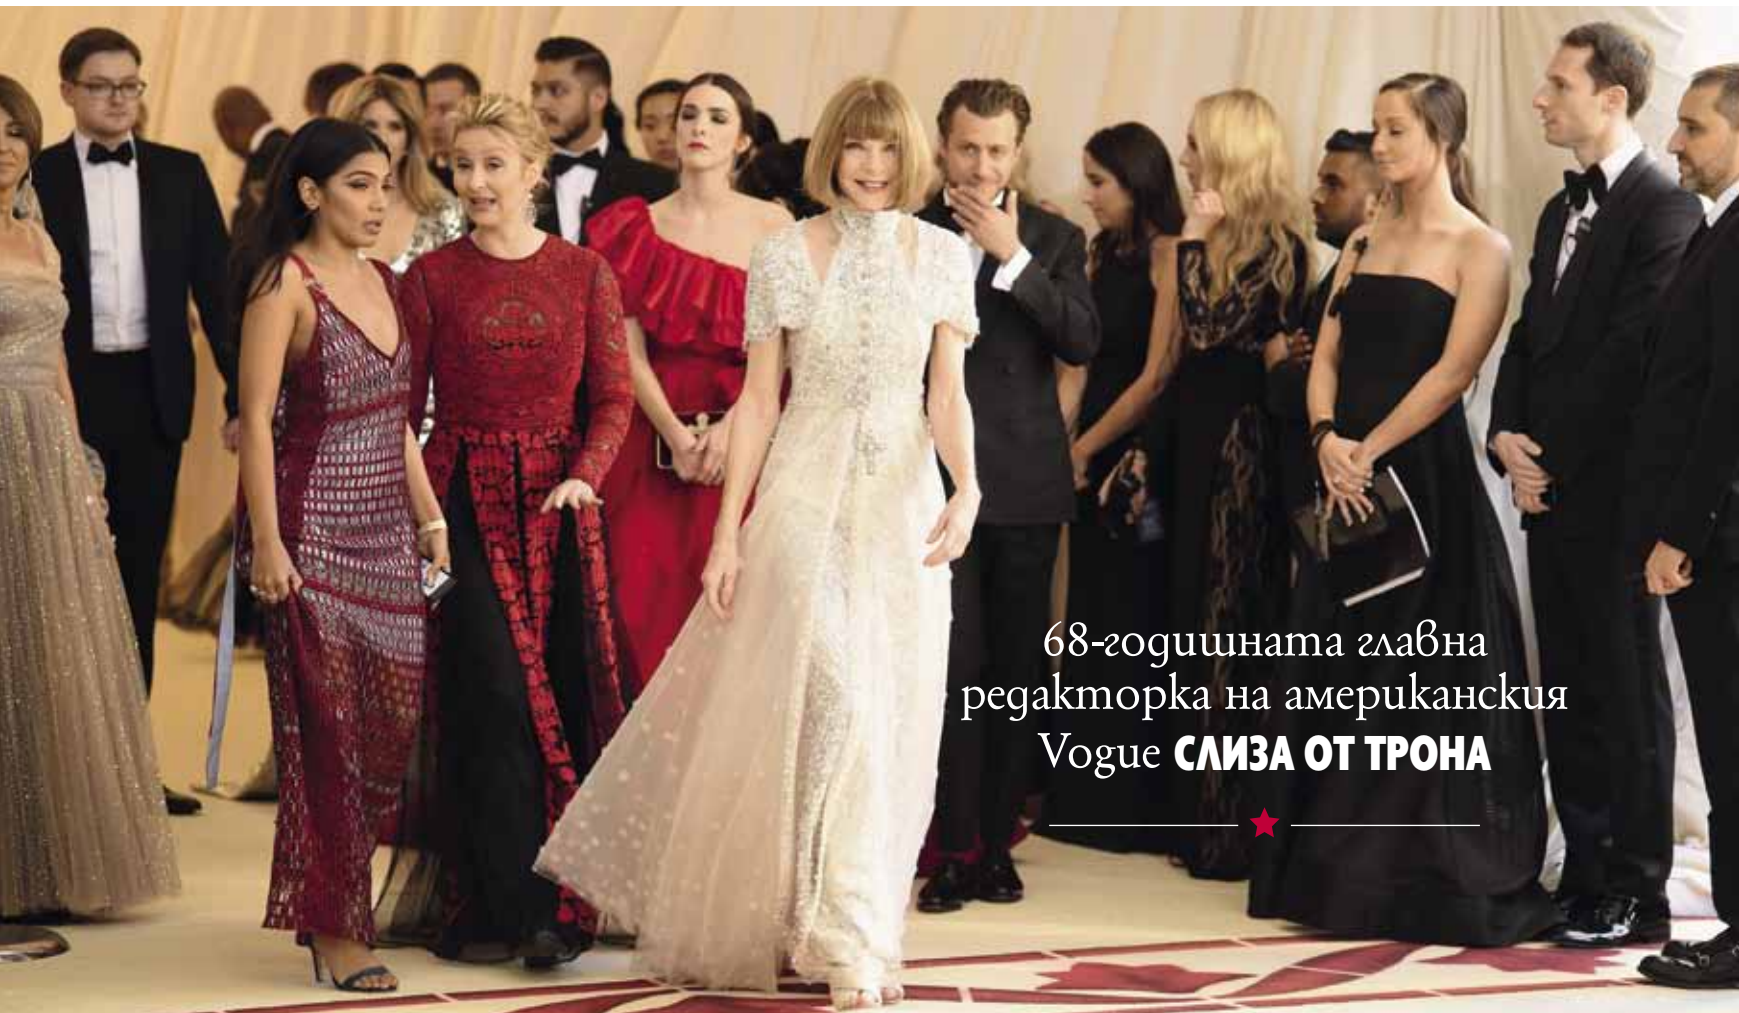 68-годишната главна
редакторка на американския
Vogue СЛИЗА ОТ ТРОНА